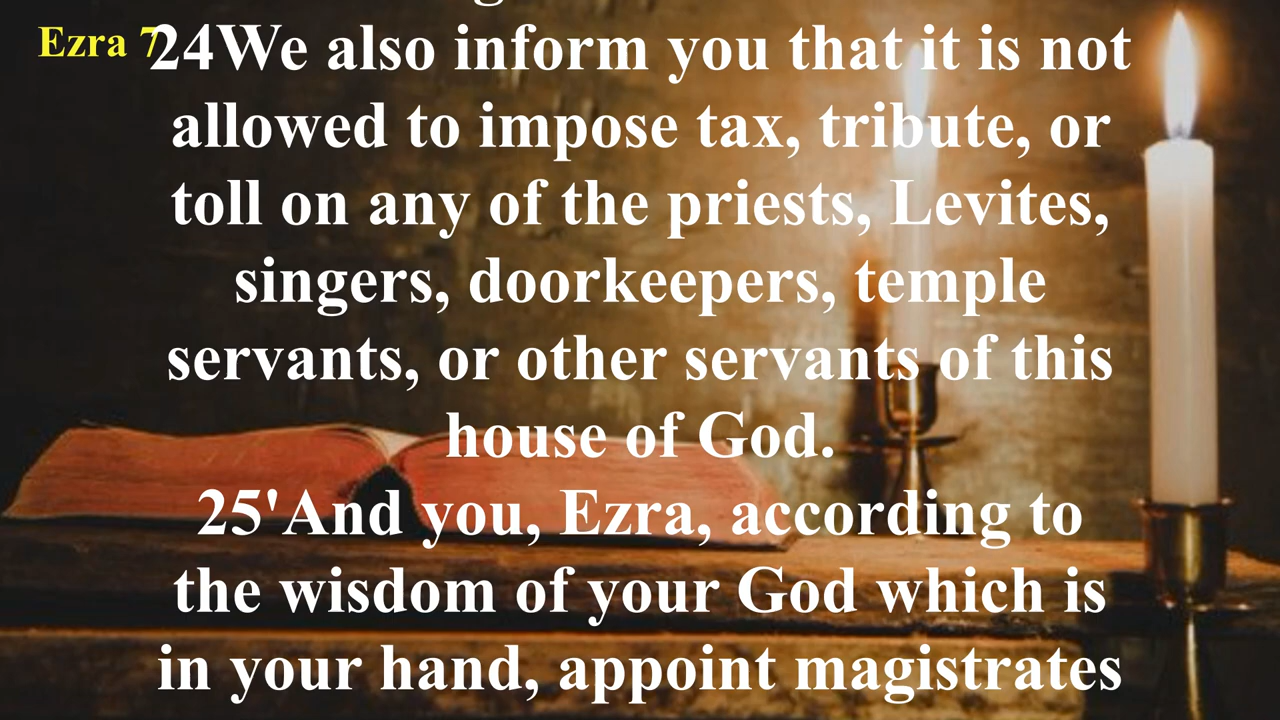 Ezra 7
24We also inform you that it is not
allowed to impose tax, tribute, or
toll on any of the priests, Levites,
singers, doorkeepers, temple
servants, or other servants of this
house of God.
25'And you, Ezra, according to
the wisdom of your God which is
in your hand, appoint magistrates